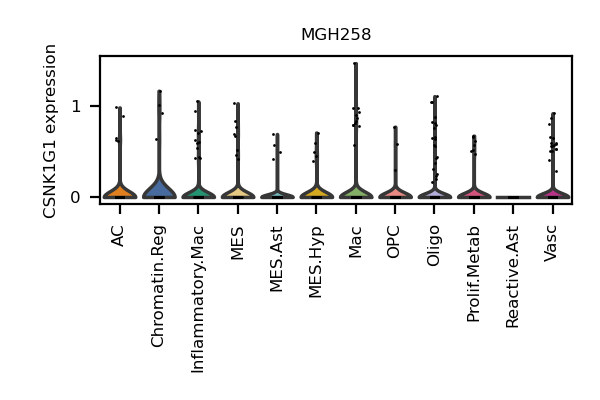 MGH258
CSNK1G1 expression
1
0
AC
Chromatin.Reg
Inflammatory.Mac
MES
MES.Ast
MES.Hyp
Mac
OPC
Oligo
Prolif.Metab
Reactive.Ast
Vasc